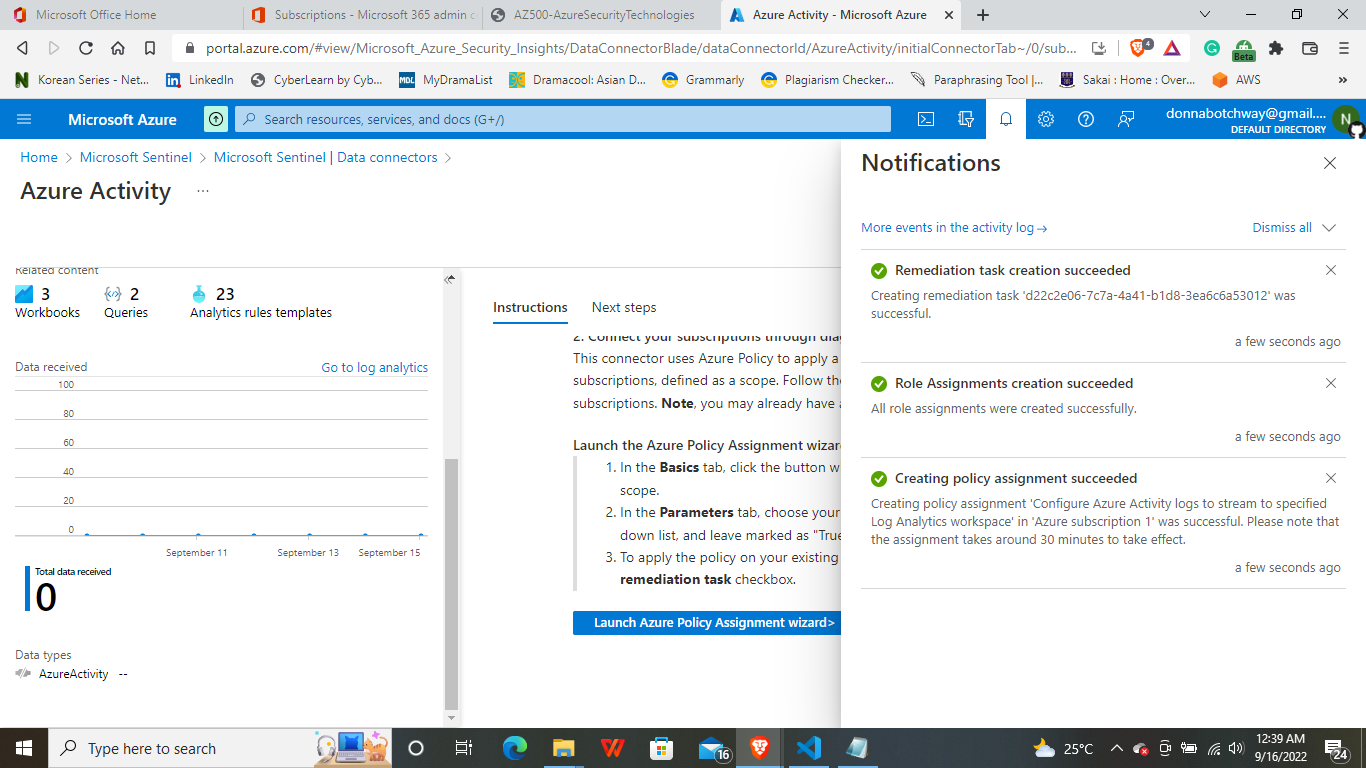 Microsoft Office Home
Subscriptions - Microsoft 365 admin c
AZ500-AzureSecurityTechnologies
Azure Activity - Microsoft Azure
portal.azure.com/#view/Microsoft_Azure_Security_Insights/DataConnectorBlade/dataConnectorId/AzureActivity/initialConnectorTab~/0/sub...
4
Beta
Korean Series - Net...
LinkedIn
CyberLearn by Cyb...
MyDramaList
Dramacool: Asian D...
Grammarly
Plagiarism Checker...
Paraphrasing Tool |...
Sakai : Home : Over...
AWS
Microsoft Azure
Search resources, services, and docs (G+/)
donnabotchway@gmail....
DEFAULT DIRECTORY
N
Home > Microsoft Sentinel > Microsoft Sentinel | Data connectors >
Azure Activity ...
Related content
3
Workbooks
2
Queries
23
Analytics rules templates
Data received
Go to log analytics
100
80
60
40
20
0
September 11
September 13
September 15
Total data received
0
Data types
AzureActivity --
Instructions
Next steps
2. Connect your subscriptions through diag
This connector uses Azure Policy to apply a
subscriptions, defined as a scope. Follow the
subscriptions. Note, you may already have a
Launch the Azure Policy Assignment wizard
1. In the Basics tab, click the button w
scope.
2. In the Parameters tab, choose your
down list, and leave marked as "True
3. To apply the policy on your existing
remediation task checkbox.
Launch Azure Policy Assignment wizard>
Notifications
More events in the activity log →
Dismiss all
Remediation task creation succeeded
Creating remediation task 'd22c2e06-7c7a-4a41-b1d8-3ea6c6a53012' was
successful.
a few seconds ago
Role Assignments creation succeeded
All role assignments were created successfully.
a few seconds ago
Creating policy assignment succeeded
Creating policy assignment 'Configure Azure Activity logs to stream to specified
Log Analytics workspace' in 'Azure subscription 1' was successful. Please note that
the assignment takes around 30 minutes to take effect.
a few seconds ago
Type here to search
16
25°C
12:39 AM
9/16/2022
24